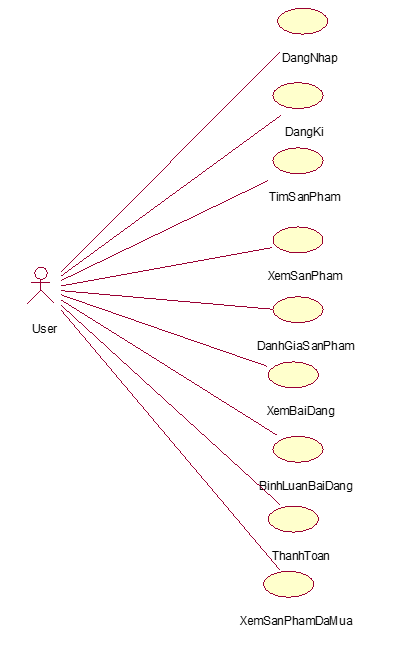 DangNhap
DangKi
TimSanPham
XemSanPham
User
DanhGiaSanPham
XemBaiDang
BinhLuanBaiDang
ThanhToan
XemSanPhamDaMua